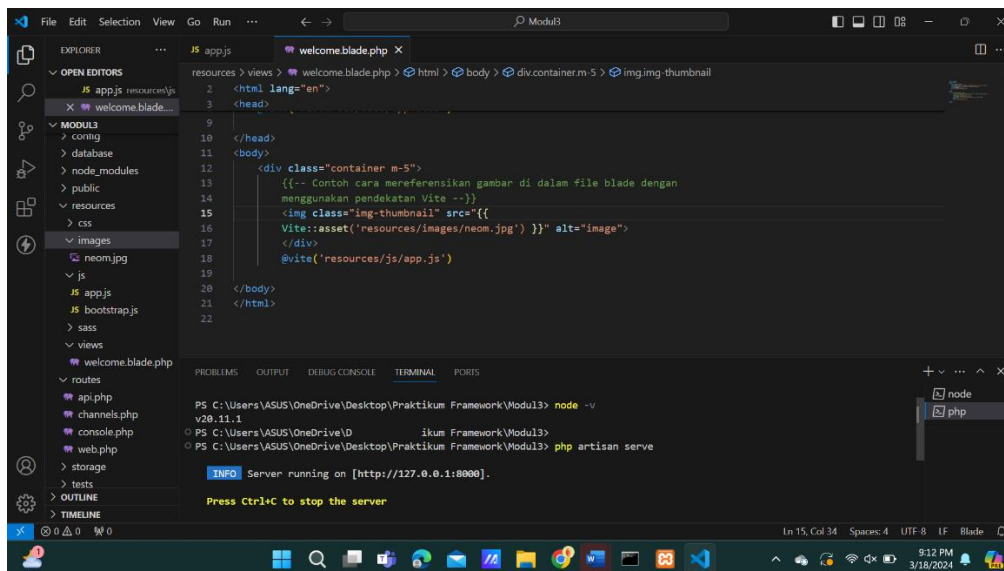 File Edit Selection View Go Run ... Modul3
EXPLORER
OPEN EDITORS
JS app.js resources\js
welcome.blade....
MODUL3
config
database
node_modules
public
resources
css
images
neom.jpg
js
JS app.js
JS bootstrap.js
sass
views
welcome.blade.php
routes
api.php
channels.php
console.php
web.php
storage
tests
OUTLINE
TIMELINE
JS app.js welcome.blade.php
resources > views > welcome.blade.php > html > body > div.container.m-5 > img.img-thumbnail
2 <html lang="en">
3 <head>
9
10 </head>
11 <body>
12 <div class="container m-5">
13 {{-- Contoh cara mereferensikan gambar di dalam file blade dengan
14 menggunakan pendekatan Vite --}}
15 <img class="img-thumbnail" src="{{
16 Vite::asset('resources/images/neom.jpg') }}" alt="image">
17 </div>
18 @vite('resources/js/app.js')
19
20 </body>
21 </html>
22
PROBLEMS OUTPUT DEBUG CONSOLE TERMINAL PORTS
PS C:\Users\ASUS\OneDrive\Desktop\Praktikum Framework\Modul3> node -v
v20.11.1
PS C:\Users\ASUS\OneDrive\D ikum Framework\Modul3>
PS C:\Users\ASUS\OneDrive\Desktop\Praktikum Framework\Modul3> php artisan serve
INFO Server running on [http://127.0.0.1:8000].
Press Ctrl+C to stop the server
node
php
0 0 0 Ln 15, Col 34 Spaces: 4 UTF-8 LF Blade
9:12 PM
3/18/2024